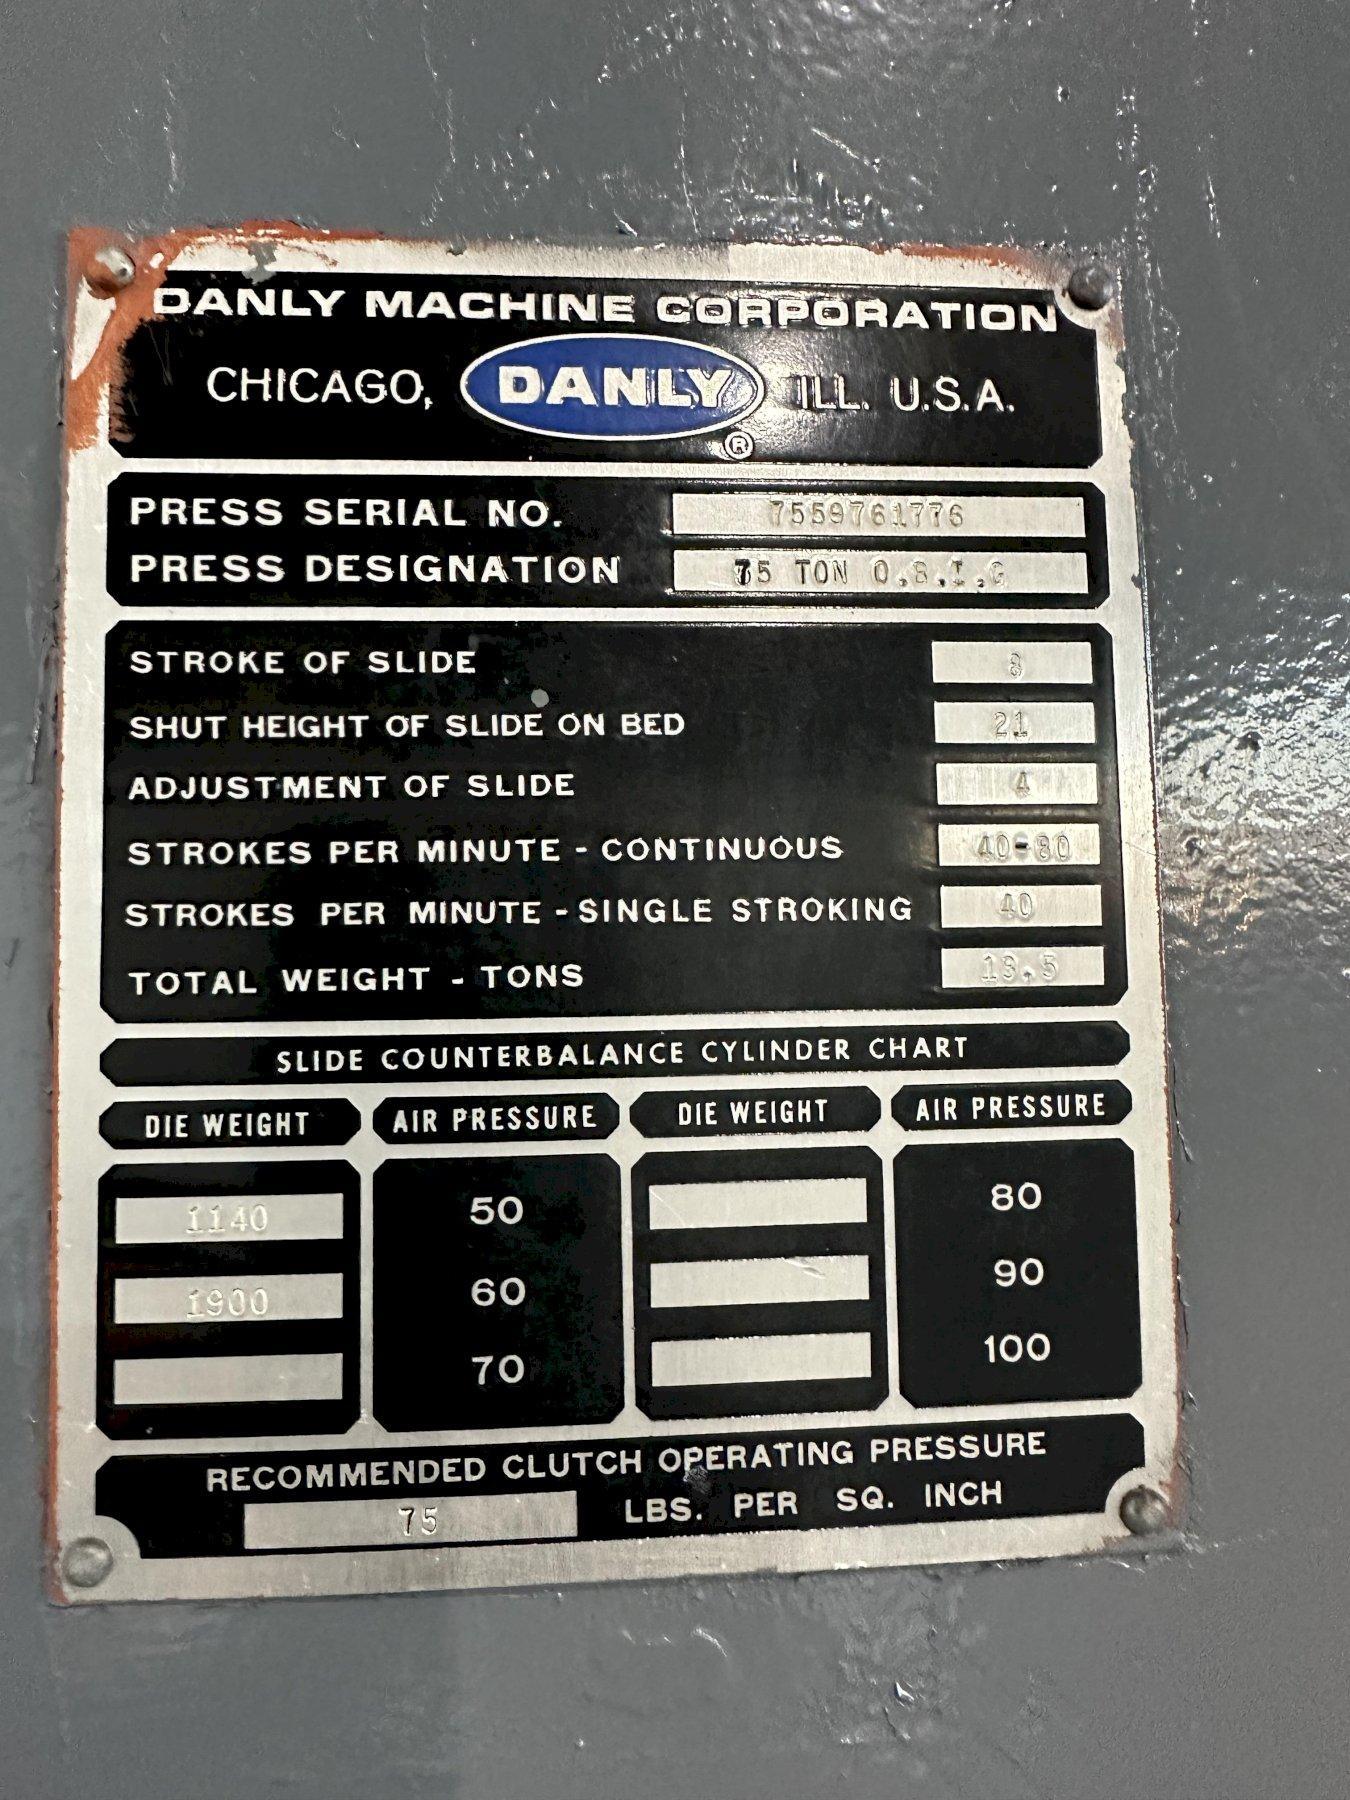 DANLY MACHINE CORPORATION
CHICAGO, DANLY ® ILL. U.S.A.
PRESS SERIAL NO. 7559761776
PRESS DESIGNATION 75 TON O.B.I.G
STROKE OF SLIDE 8
SHUT HEIGHT OF SLIDE ON BED 21
ADJUSTMENT OF SLIDE 4
STROKES PER MINUTE - CONTINUOUS 40-80
STROKES PER MINUTE - SINGLE STROKING 40
TOTAL WEIGHT - TONS 13.5
SLIDE COUNTERBALANCE CYLINDER CHART
DIE WEIGHT AIR PRESSURE DIE WEIGHT AIR PRESSURE
1140 50 80
1900 60 90
70 100
RECOMMENDED CLUTCH OPERATING PRESSURE
75 LBS. PER SQ. INCH